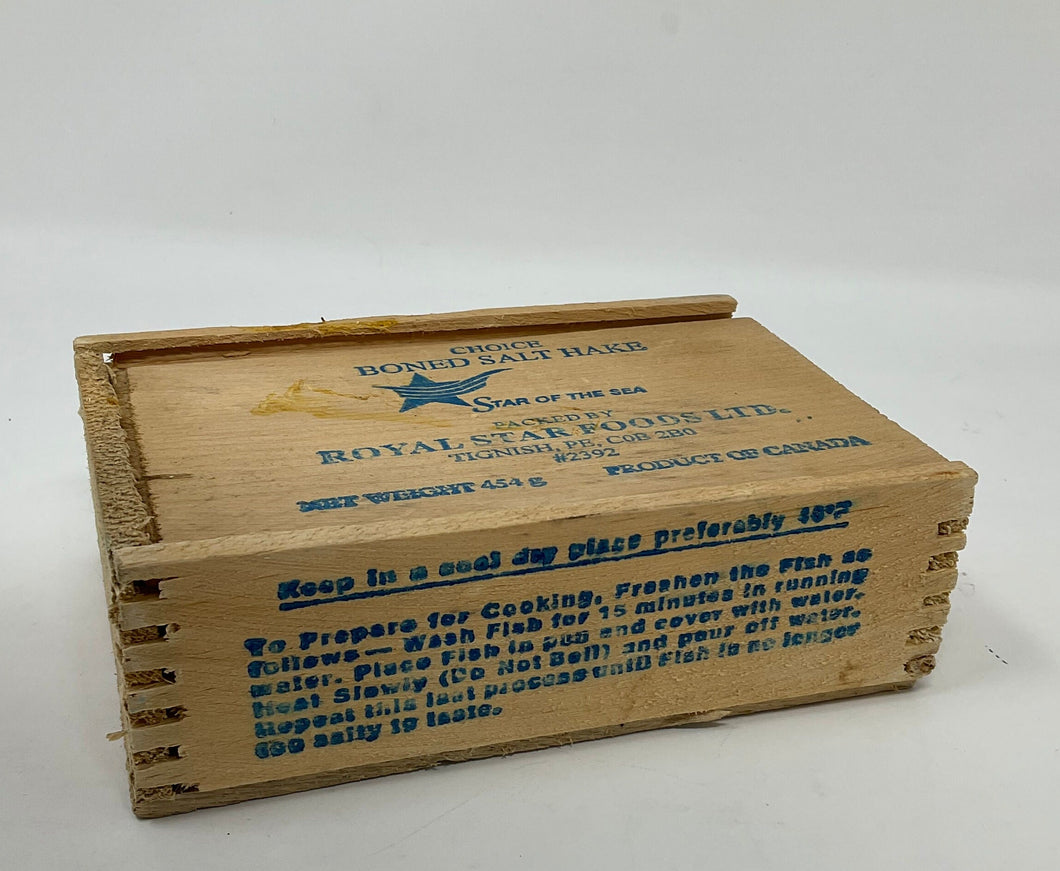 CHOICE
BONED SALT HAKE
STAR OF THE SEA
PACKED BY
ROYAL STAR FOODS LTD.
TIGNISH, PE, C0B 2B0
#2392
NET WEIGHT 454 g
PRODUCT OF CANADA
Keep in a cool dry place preferably 40°F
To Prepare for Cooking, Freshen the Fish as
follows— Wash Fish for 15 minutes in running
water. Place Fish in pan and cover with water.
Heat Slowly (Do Not Boil) and pour off water.
Repeat this last process until Fish is no longer
too salty to taste.